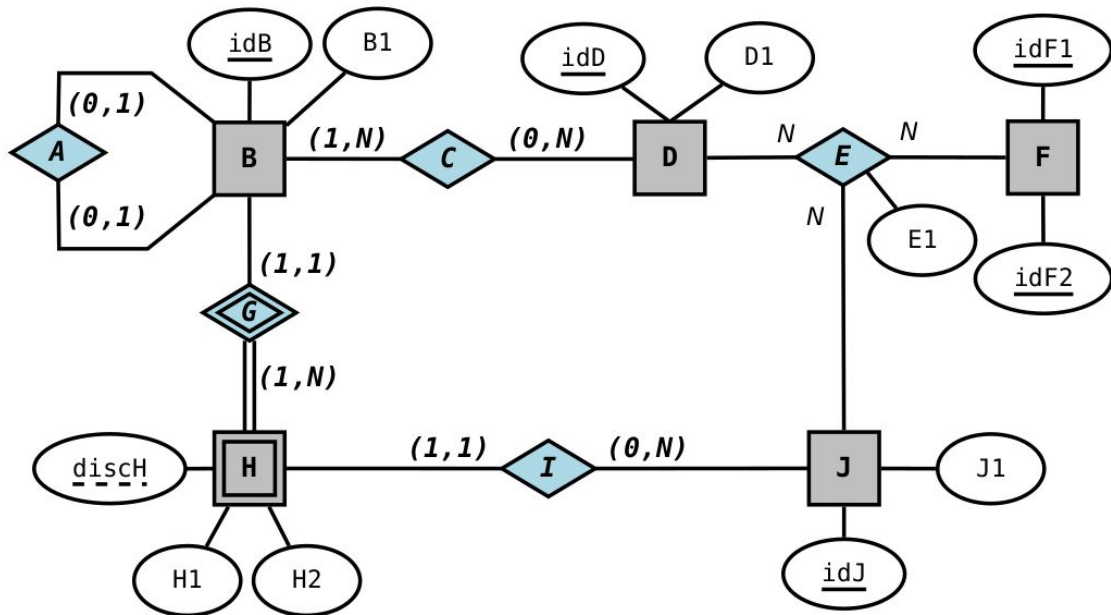 idB
B1
idD
D1
idF1
(0,1)
A
B
(1,N)
C
(0,N)
D
N
E
N
F
(0,1)
N
E1
(1,1)
idF2
G
(1,N)
discH
H
(1,1)
I
(0,N)
J
J1
H1
H2
idJ